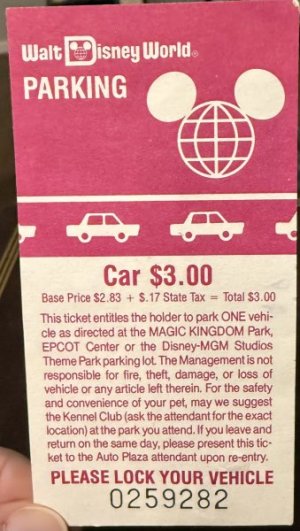 Walt Disney World®
PARKING
Car $3.00
Base Price $2.83 + $.17 State Tax = Total $3.00
This ticket entitles the holder to park ONE vehi-
cle as directed at the MAGIC KINGDOM Park,
EPCOT Center or the Disney-MGM Studios
Theme Park parking lot. The Management is not
responsible for fire, theft, damage, or loss of
vehicle or any article left therein. For the safety
and convenience of your pet, may we suggest
the Kennel Club (ask the attendant for the exact
location) at the park you attend. If you leave and
return on the same day, please present this tic-
ket to the Auto Plaza attendant upon re-entry.
PLEASE LOCK YOUR VEHICLE
0259282